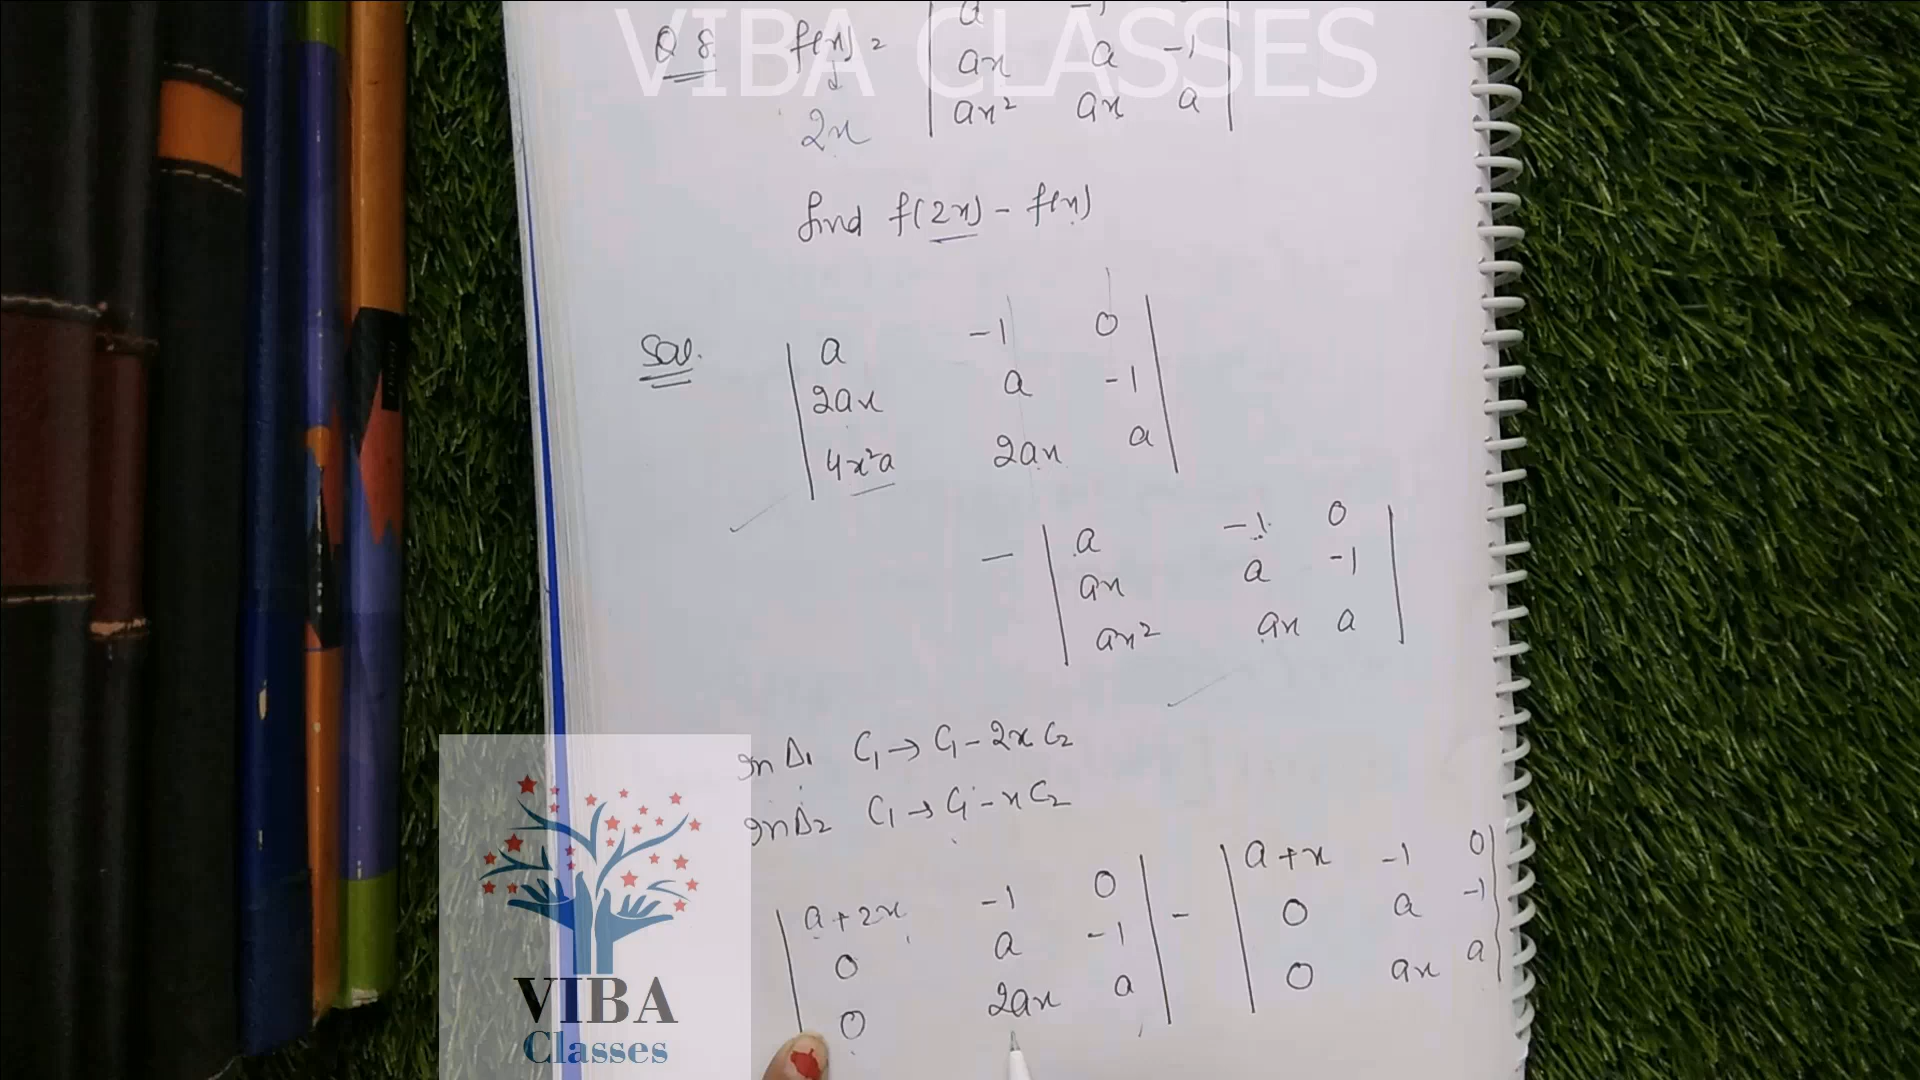 VIBA CLASSES
Q 8. f(x) = | a -1
ax a -1
↓
2x
ax² ax a |
find f(2x) - f(x)
Sol. | a -1 0
2ax a -1
4x²a 2ax a |
- | a -1 0
ax a -1
ax² ax a |
In Δ₁ C₁ → C₁ - 2x C₂
In Δ₂ C₁ → C₁ - x C₂
| a + 2x -1 0 | - | a + x -1 0 |
0 a -1 0 a -1
0 2ax a 0 ax a
VIBA
Classes